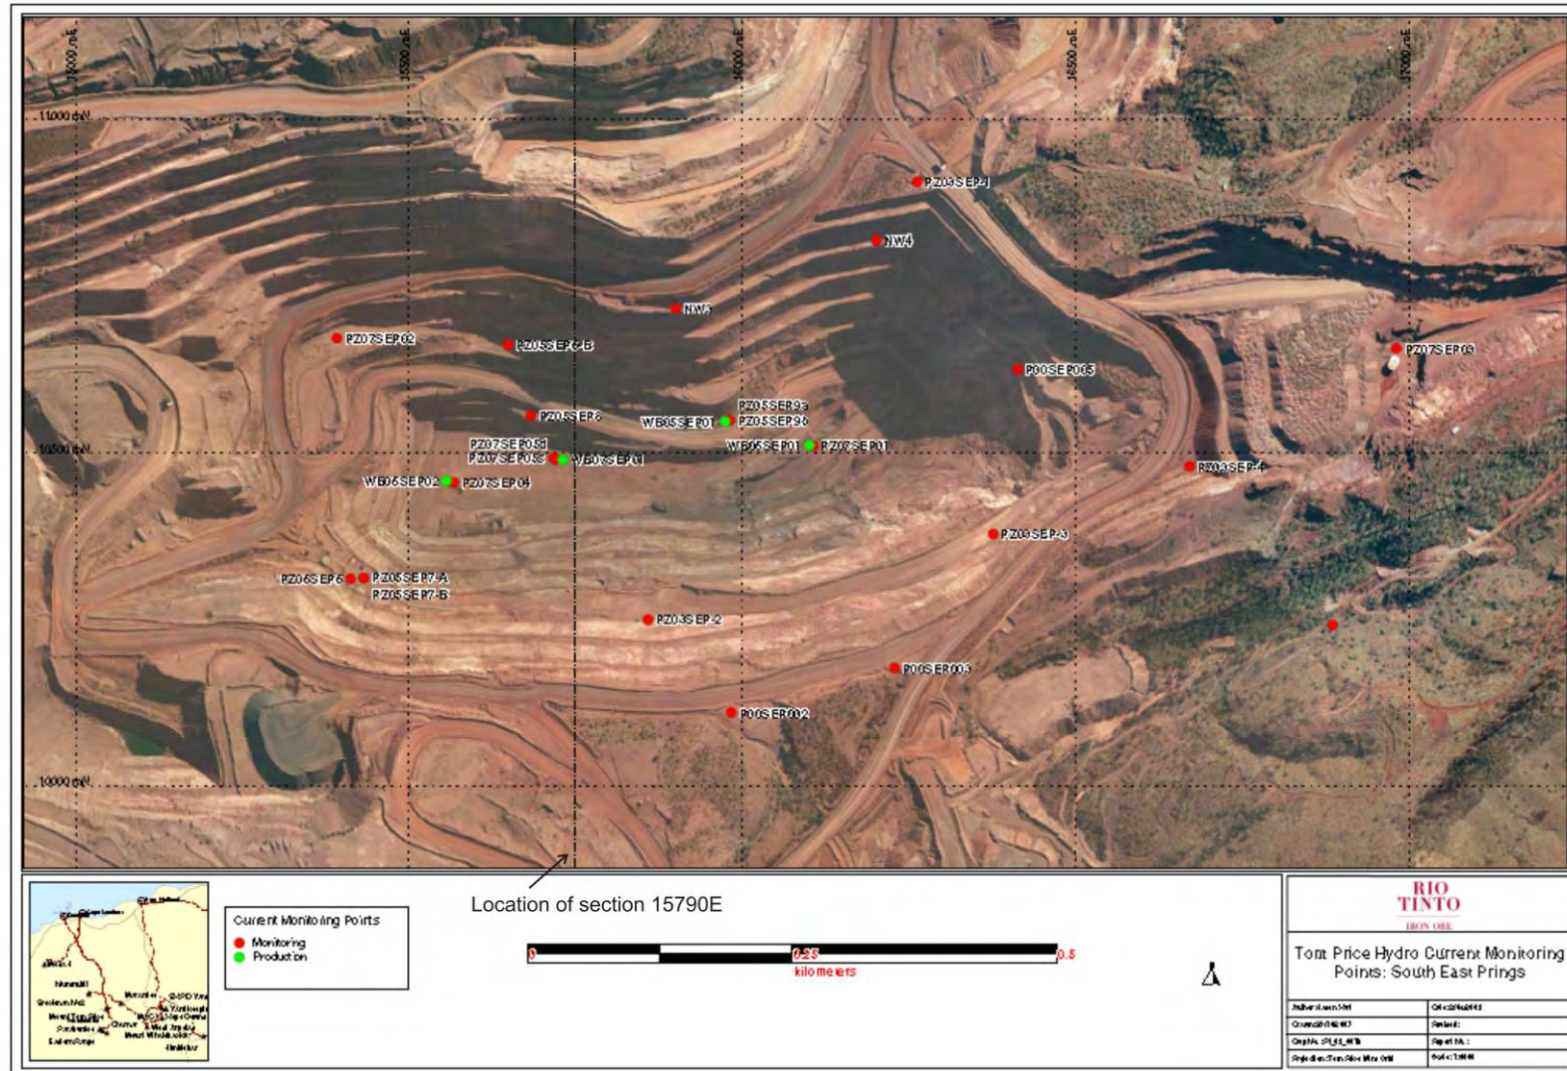 15000 mE
15500 mE
16000 mE
16500 mE
17000 mE
11000 mN
PZ03SEP-1
NW4
NW3
PZ07SEP02
PZ05SEP6-B
PZ07SEP03
P00SEP005
PZ05SEP8
PZ05SEP9a
WB05SEP01
PZ05SEP9b
WB06SEP01
PZ07SEP01
PZ07SEP05d
10500 mN
PZ07SEP05s
WB07SEP01
PZ03SEP-4
WB06SEP02
PZ07SEP04
PZ03SEP-3
PZ06SEP6
PZ05SEP7-A
PZ05SEP7-B
PZ03SEP-2
P00SEP003
P00SEP002
10000 mN
Location of section 15790E
Current Monitoring Points
Monitoring
Production
0
0.25
0.5
kilometers
RIO
TINTO
IRON ORE
Tom Price Hydro Current Monitoring
Points: South East Prings